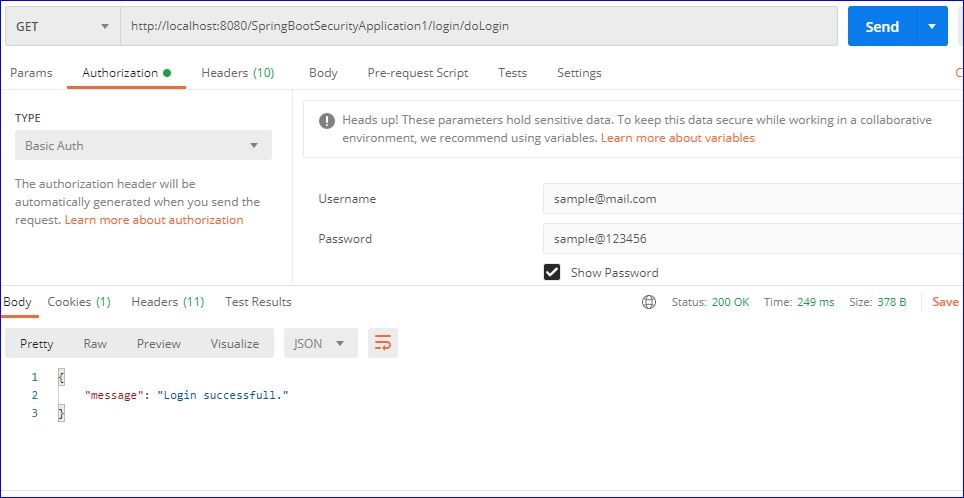 GET http://localhost:8080/SpringBootSecurityApplication1/login/doLogin Send
Params Authorization Headers (10) Body Pre-request Script Tests Settings C
TYPE
Basic Auth
The authorization header will be
automatically generated when you send the
request. Learn more about authorization
Heads up! These parameters hold sensitive data. To keep this data secure while working in a collaborative
environment, we recommend using variables. Learn more about variables
Username sample@mail.com
Password sample@123456
Show Password
Body Cookies (1) Headers (11) Test Results Status: 200 OK Time: 249 ms Size: 378 B Save
Pretty Raw Preview Visualize JSON
1 {
2 "message": "Login successfull."
3 }